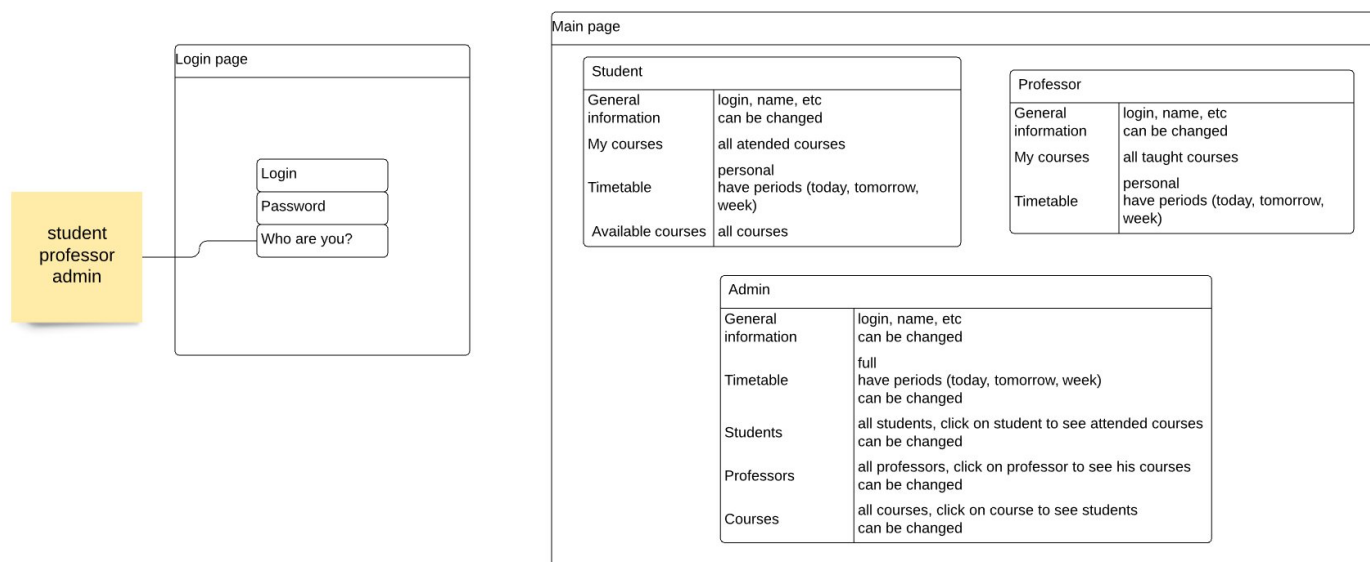 Login page
Login
Password
Who are you?
student
professor
admin
Main page
Student
General
information
login, name, etc
can be changed
My courses
all atended courses
Timetable
personal
have periods (today, tomorrow,
week)
Available courses
all courses
Professor
General
information
login, name, etc
can be changed
My courses
all taught courses
Timetable
personal
have periods (today, tomorrow,
week)
Admin
General
information
login, name, etc
can be changed
Timetable
full
have periods (today, tomorrow, week)
can be changed
Students
all students, click on student to see attended courses
can be changed
Professors
all professors, click on professor to see his courses
can be changed
Courses
all courses, click on course to see students
can be changed